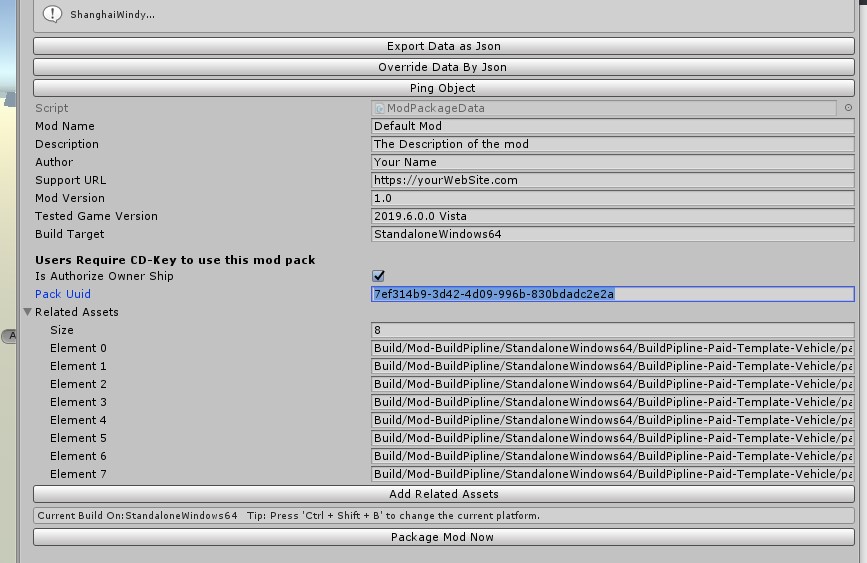 ShanghaiWindy...
Export Data as Json
Override Data By Json
Ping Object
Script ModPackageData
Mod Name Default Mod
Description The Description of the mod
Author Your Name
Support URL https://yourWebSite.com
Mod Version 1.0
Tested Game Version 2019.6.0.0 Vista
Build Target StandaloneWindows64
Users Require CD-Key to use this mod pack
Is Authorize Owner Ship
Pack Uuid 7ef314b9-3d42-4d09-996b-830bdadc2e2a
Related Assets
Size 8
Element 0 Build/Mod-BuildPipline/StandaloneWindows64/BuildPipline-Paid-Template-Vehicle/pa
Element 1 Build/Mod-BuildPipline/StandaloneWindows64/BuildPipline-Paid-Template-Vehicle/pa
Element 2 Build/Mod-BuildPipline/StandaloneWindows64/BuildPipline-Paid-Template-Vehicle/pa
Element 3 Build/Mod-BuildPipline/StandaloneWindows64/BuildPipline-Paid-Template-Vehicle/pa
Element 4 Build/Mod-BuildPipline/StandaloneWindows64/BuildPipline-Paid-Template-Vehicle/pa
Element 5 Build/Mod-BuildPipline/StandaloneWindows64/BuildPipline-Paid-Template-Vehicle/pa
Element 6 Build/Mod-BuildPipline/StandaloneWindows64/BuildPipline-Paid-Template-Vehicle/pa
Element 7 Build/Mod-BuildPipline/StandaloneWindows64/BuildPipline-Paid-Template-Vehicle/pa
Add Related Assets
Current Build On:StandaloneWindows64 Tip: Press 'Ctrl + Shift + B' to change the current platform.
Package Mod Now